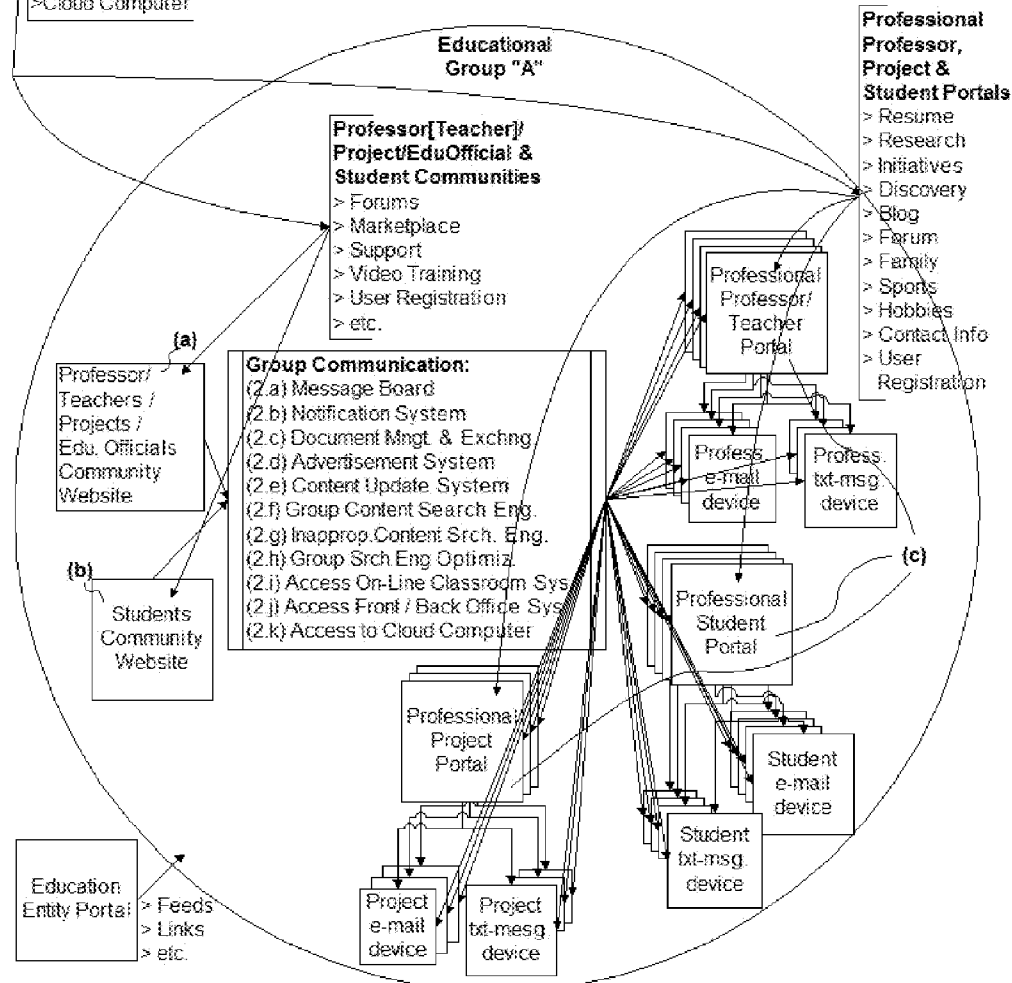 >Cloud Computer
Educational
Group "A"
Professional
Professor,
Project &
Student Portals
> Resume
> Research
> Initiatives
> Discovery
> Blog
> Forum
> Family
> Sports
> Hobbies
> Contact Info
> User
Registration
Professor[Teacher]/
Project/EduOfficial &
Student Communities
> Forums
> Marketplace
> Support
> Video Training
> User Registration
> etc.
(a)
Professor/
Teachers /
Projects /
Edu. Officials
Community
Website
(b)
Students
Community
Website
Group Communication:
(2.a) Message Board
(2.b) Notification System
(2.c) Document Mngt. & Exchng.
(2.d) Advertisement System
(2.e) Content Update System
(2.f) Group Content Search Eng.
(2.g) Inapprop.Content Srch. Eng.
(2.h) Group Srch.Eng Optimiz.
(2.i) Access On-Line Classroom Sys
(2.j) Access Front / Back Office Sys
(2.k) Access to Cloud Computer
Professional
Professor/
Teacher
Portal
Profess.
e-mail
device
Profess.
txt-msg.
device
(c)
Professional
Student
Portal
Student
e-mail
device
Student
txt-msg.
device
Professional
Project
Portal
Project
e-mail
device
Project
txt-mesg.
device
Education
Entity Portal
> Feeds
> Links
> etc.